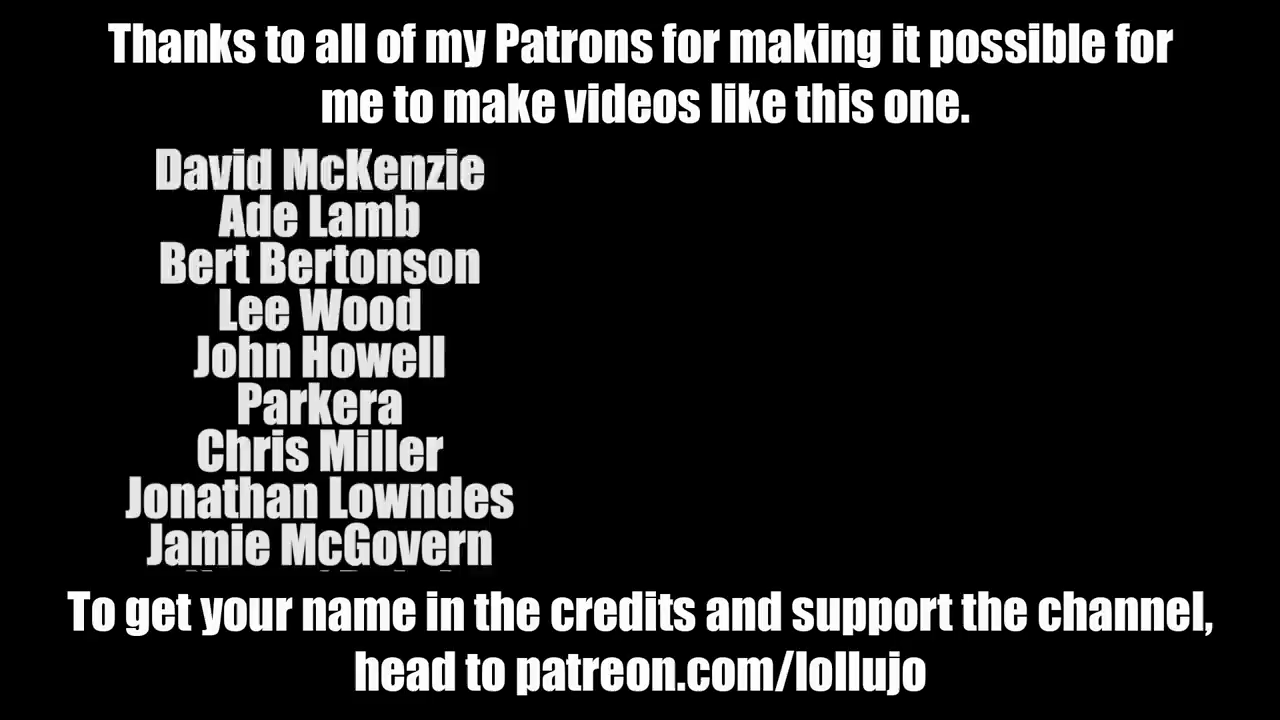 Thanks to all of my Patrons for making it possible for
me to make videos like this one.
David McKenzie
Ade Lamb
Bert Bertonson
Lee Wood
John Howell
Parkera
Chris Miller
Jonathan Lowndes
Jamie McGovern
To get your name in the credits and support the channel,
head to patreon.com/lollujo